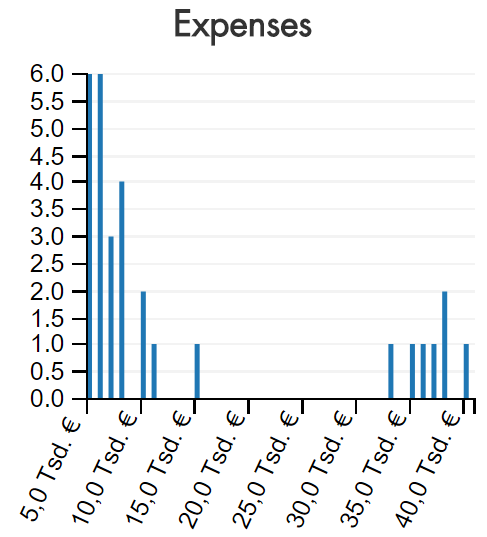 Expenses
6.0
5.5
5.0
4.5
4.0
3.5
3.0
2.5
2.0
1.5
1.0
0.5
0.0
5,0 Tsd. €
10,0 Tsd. €
15,0 Tsd. €
20,0 Tsd. €
25,0 Tsd. €
30,0 Tsd. €
35,0 Tsd. €
40,0 Tsd. €